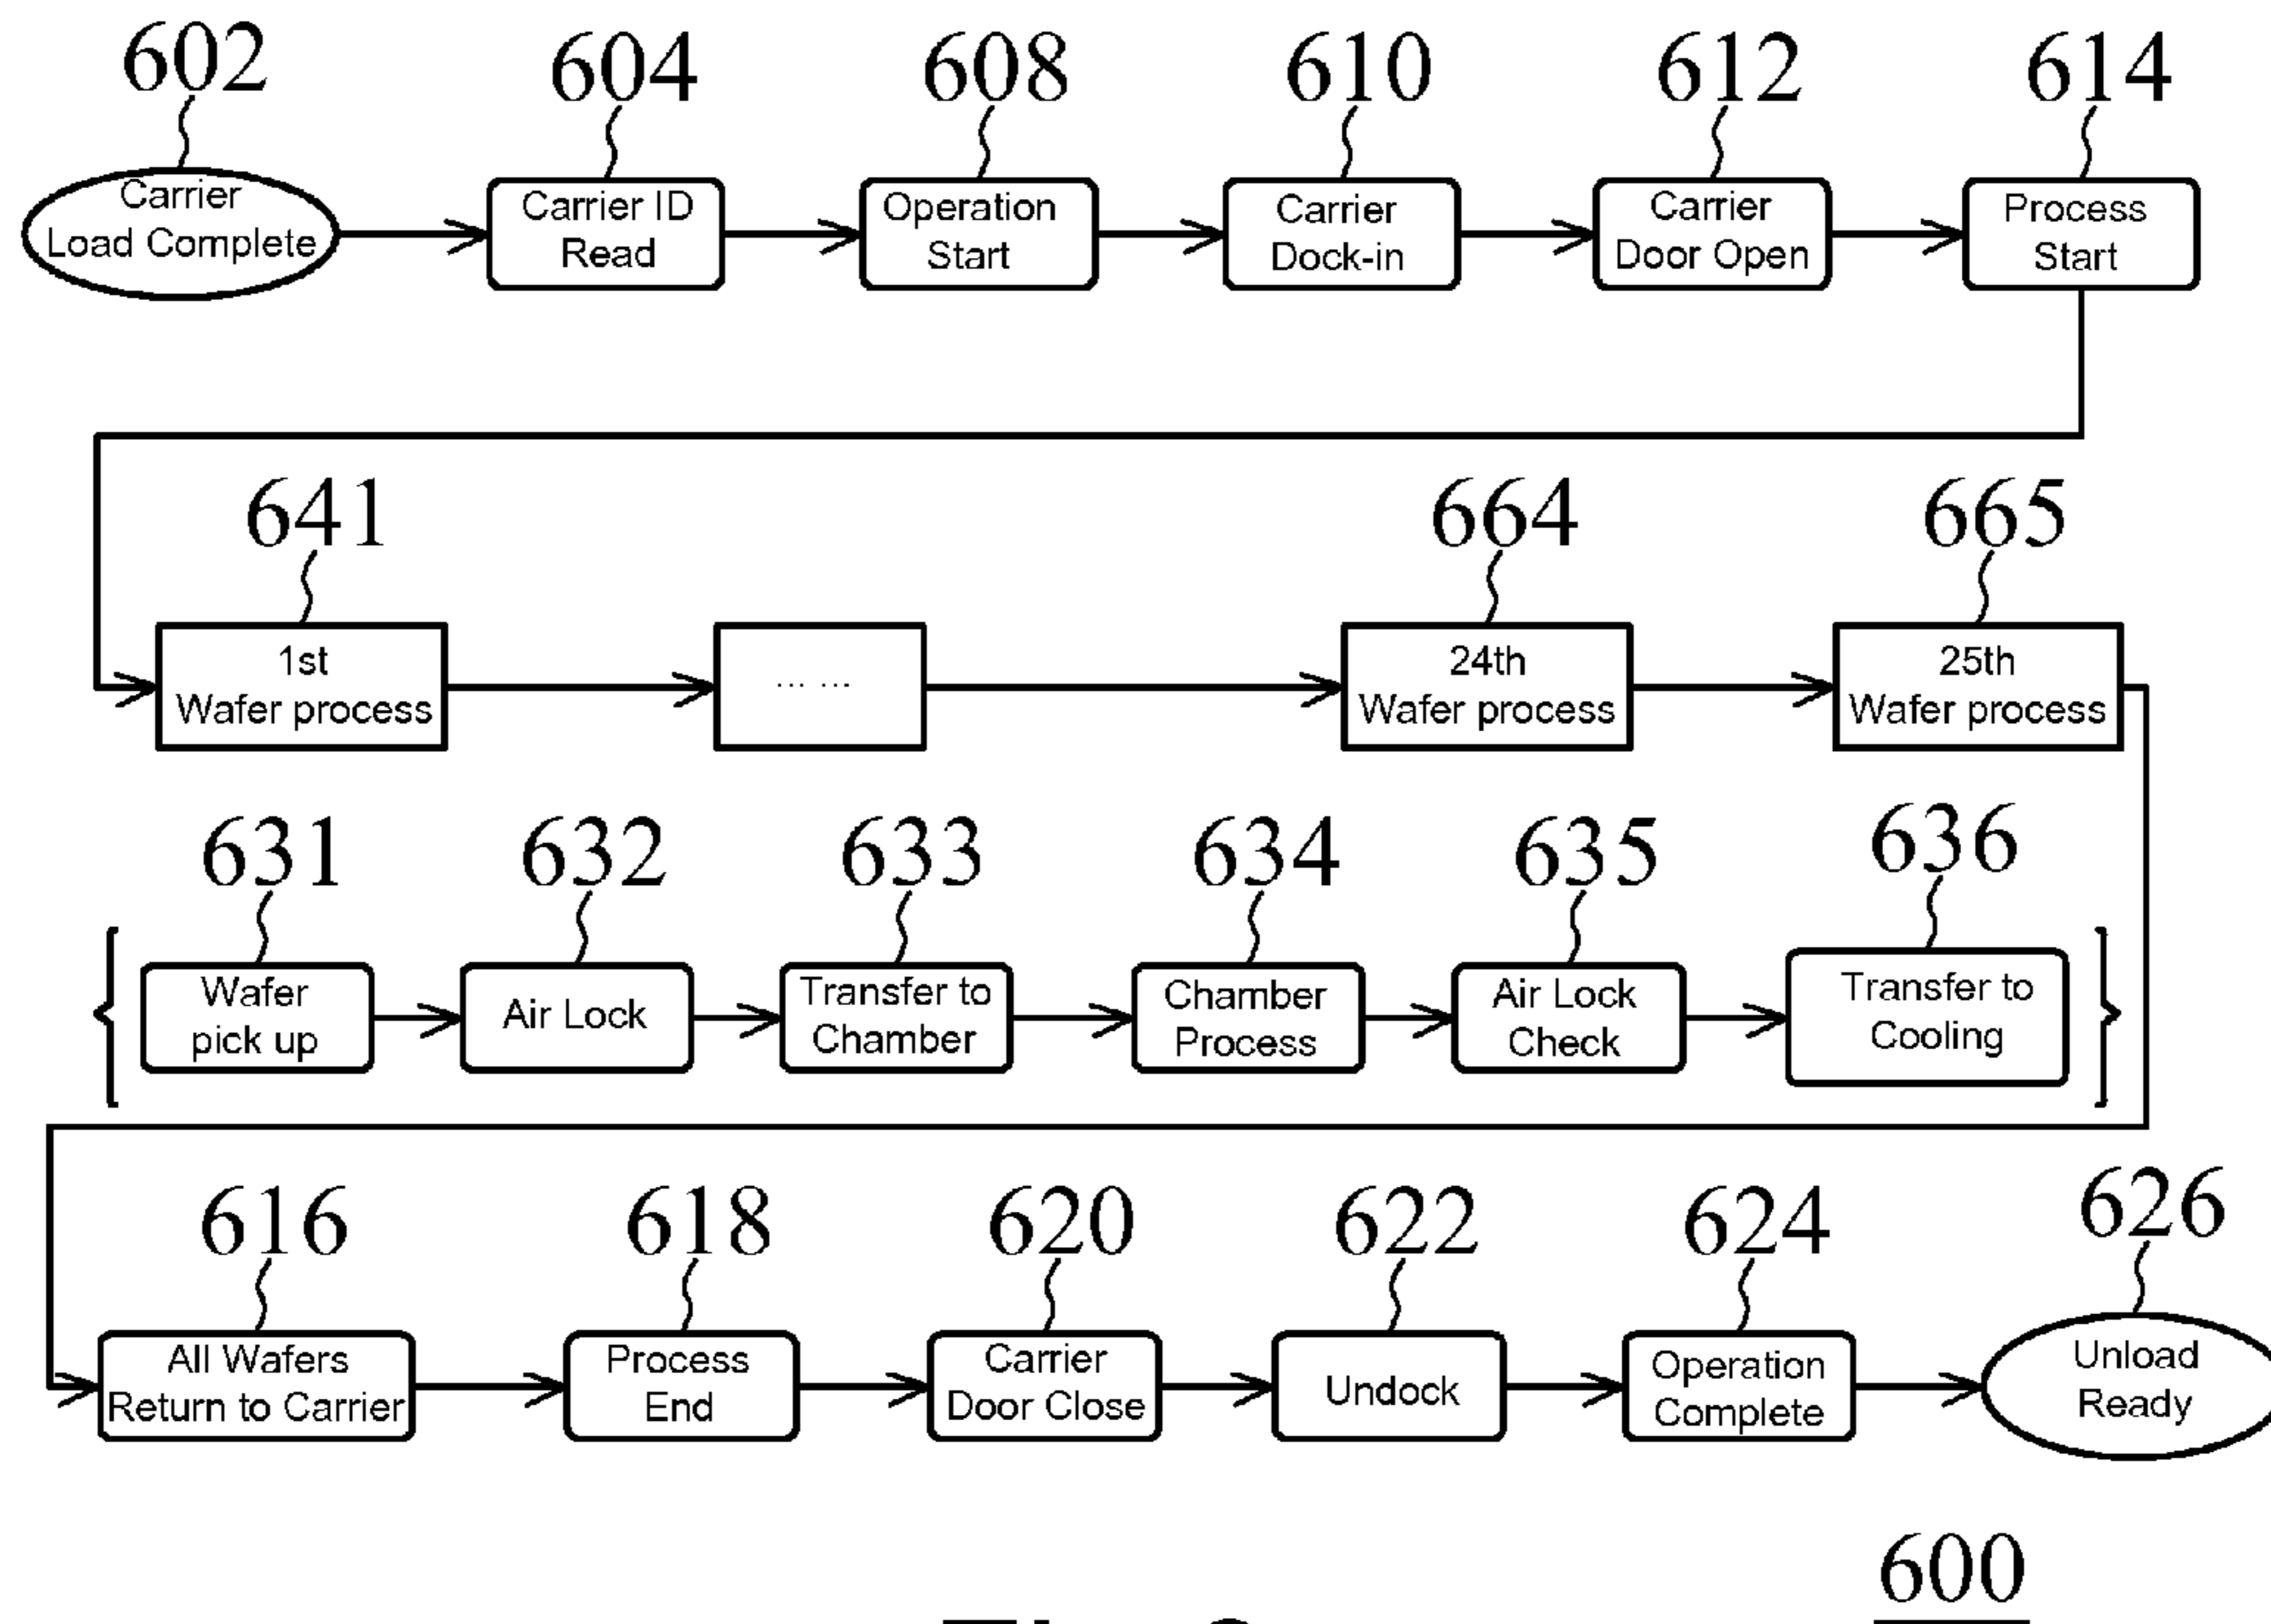 602 604 608 610 612 614
Carrier
Load Complete
Carrier ID
Read
Operation
Start
Carrier
Dock-in
Carrier
Door Open
Process
Start
641 664 665
1st
Wafer process
... ...
24th
Wafer process
25th
Wafer process
631 632 633 634 635 636
Wafer
pick up
Air Lock
Transfer to
Chamber
Chamber
Process
Air Lock
Check
Transfer to
Cooling
616 618 620 622 624 626
All Wafers
Return to Carrier
Process
End
Carrier
Door Close
Undock
Operation
Complete
Unload
Ready
600